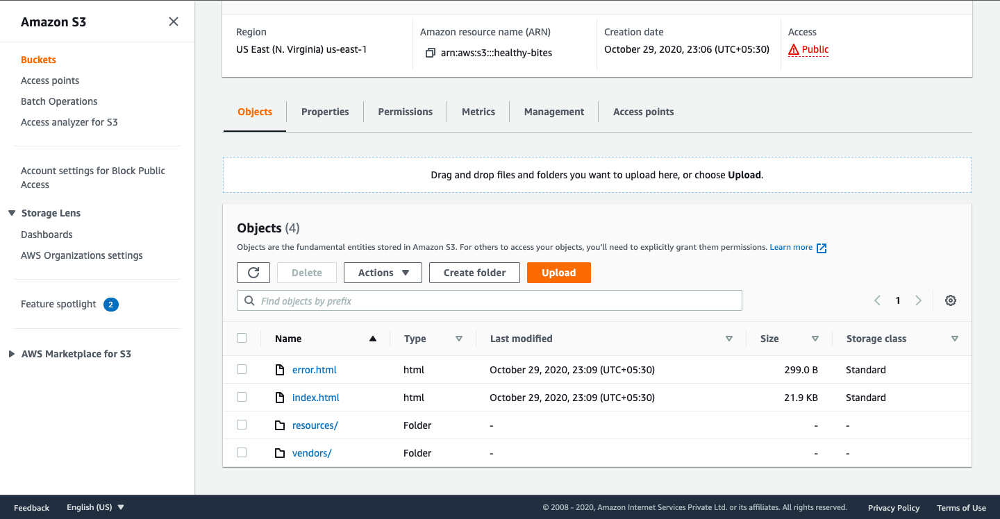 Amazon S3
Buckets
Access points
Batch Operations
Access analyzer for S3
Account settings for Block Public
Access
Storage Lens
Dashboards
AWS Organizations settings
Feature spotlight 2
AWS Marketplace for S3
Region Amazon resource name (ARN) Creation date Access
US East (N. Virginia) us-east-1 arn:aws:s3:::healthy-bites October 29, 2020, 23:06 (UTC+05:30) Public
Objects Properties Permissions Metrics Management Access points
Drag and drop files and folders you want to upload here, or choose Upload.
Objects (4)
Objects are the fundamental entities stored in Amazon S3. For others to access your objects, you'll need to explicitly grant them permissions. Learn more
Delete Actions Create folder Upload
Find objects by prefix 1
Name Type Last modified Size Storage class
error.html html October 29, 2020, 23:09 (UTC+05:30) 299.0 B Standard
index.html html October 29, 2020, 23:09 (UTC+05:30) 21.9 KB Standard
resources/ Folder - - -
vendors/ Folder - - -
Feedback English (US) © 2008 - 2020, Amazon Internet Services Private Ltd. or its affiliates. All rights reserved. Privacy Policy Terms of Use